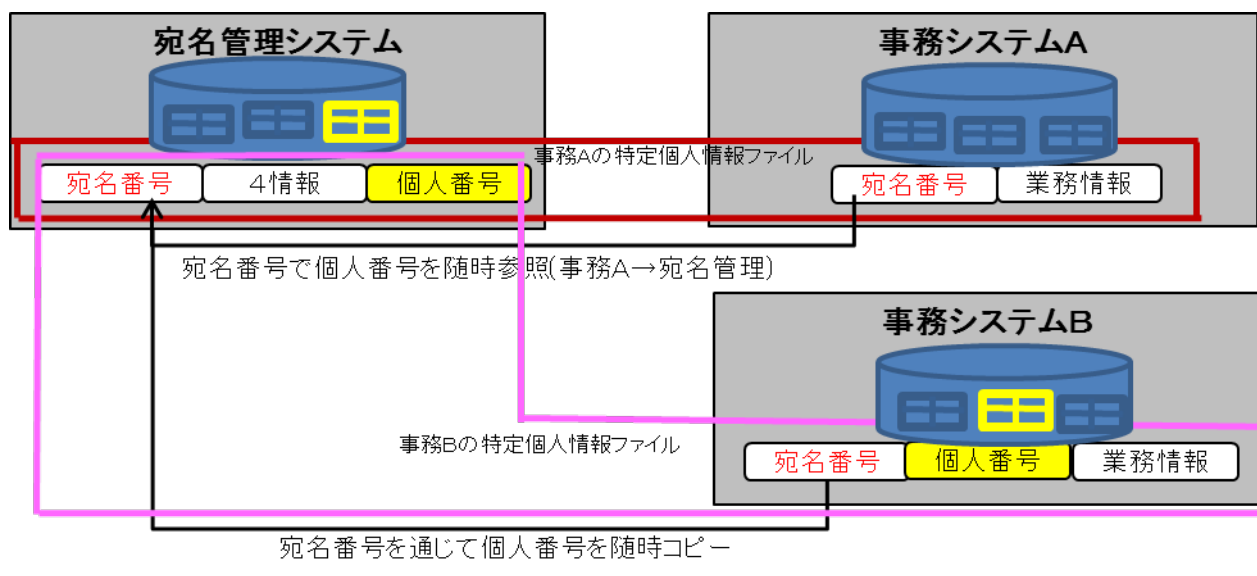 宛名管理システム
事務システムA
事務Aの特定個人情報ファイル
宛名番号 4情報 個人番号
宛名番号 業務情報
宛名番号で個人番号を随時参照(事務A→宛名管理)
事務システムB
事務Bの特定個人情報ファイル
宛名番号 個人番号 業務情報
宛名番号を通じて個人番号を随時コピー